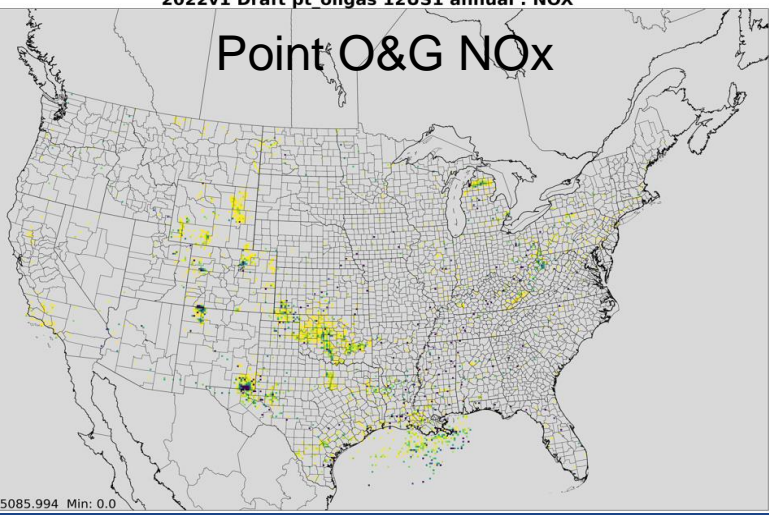 2022v1 Draft pt_oilgas 12US1 annual : NOX
Point O&G NOx
5085.994 Min: 0.0